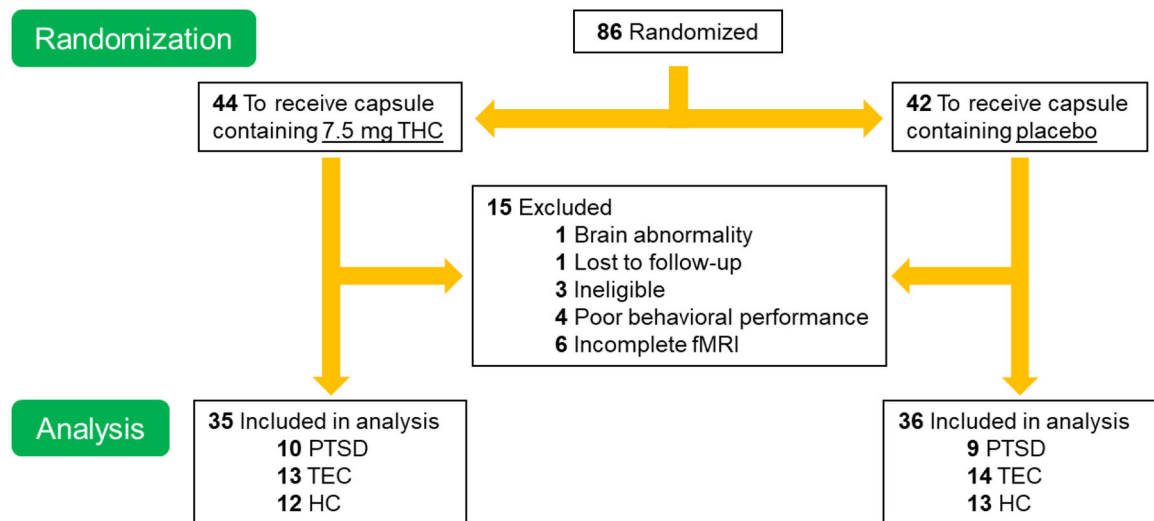 Randomization
86 Randomized
44 To receive capsule
containing 7.5 mg THC
42 To receive capsule
containing placebo
15 Excluded
1 Brain abnormality
1 Lost to follow-up
3 Ineligible
4 Poor behavioral performance
6 Incomplete fMRI
Analysis
35 Included in analysis
10 PTSD
13 TEC
12 HC
36 Included in analysis
9 PTSD
14 TEC
13 HC